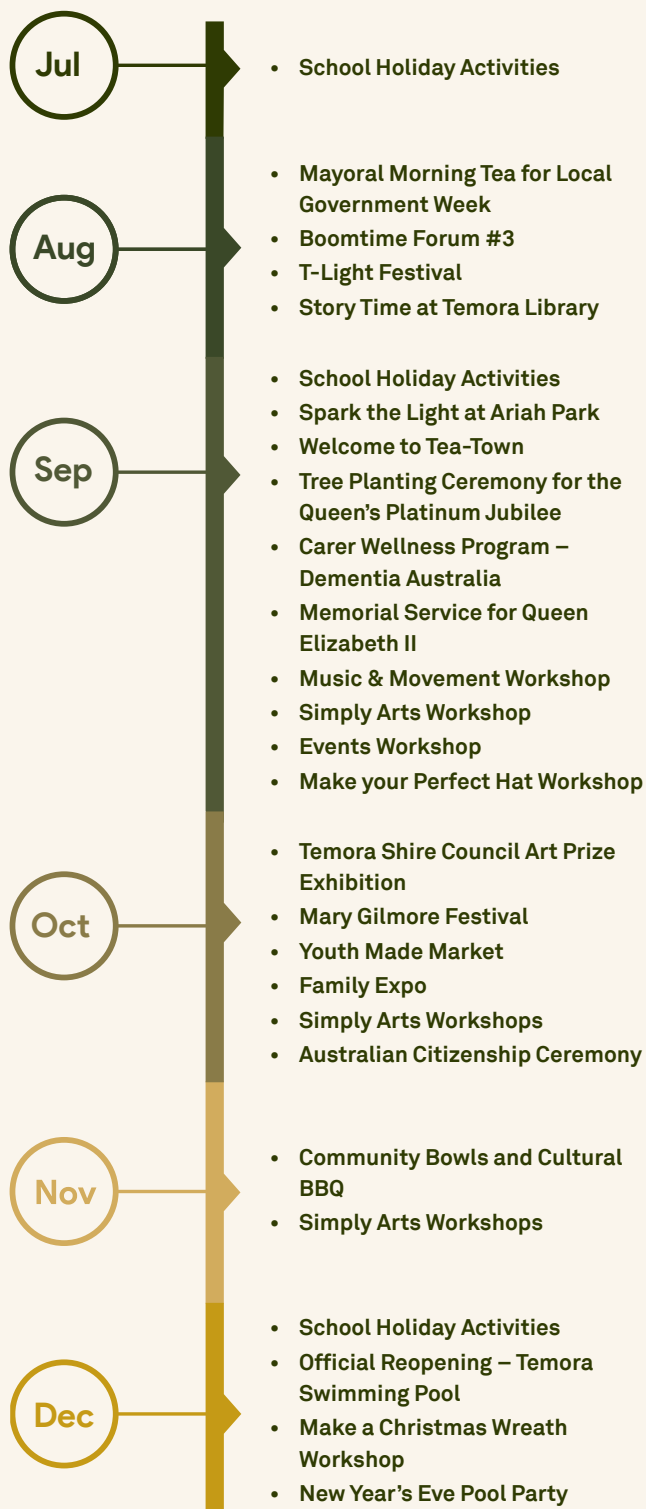 Jul
• School Holiday Activities
Aug
• Mayoral Morning Tea for Local
Government Week
• Boomtime Forum #3
• T-Light Festival
• Story Time at Temora Library
Sep
• School Holiday Activities
• Spark the Light at Ariah Park
• Welcome to Tea-Town
• Tree Planting Ceremony for the
Queen’s Platinum Jubilee
• Carer Wellness Program –
Dementia Australia
• Memorial Service for Queen
Elizabeth II
• Music & Movement Workshop
• Simply Arts Workshop
• Events Workshop
• Make your Perfect Hat Workshop
Oct
• Temora Shire Council Art Prize
Exhibition
• Mary Gilmore Festival
• Youth Made Market
• Family Expo
• Simply Arts Workshops
• Australian Citizenship Ceremony
Nov
• Community Bowls and Cultural
BBQ
• Simply Arts Workshops
Dec
• School Holiday Activities
• Official Reopening – Temora
Swimming Pool
• Make a Christmas Wreath
Workshop
• New Year’s Eve Pool Party